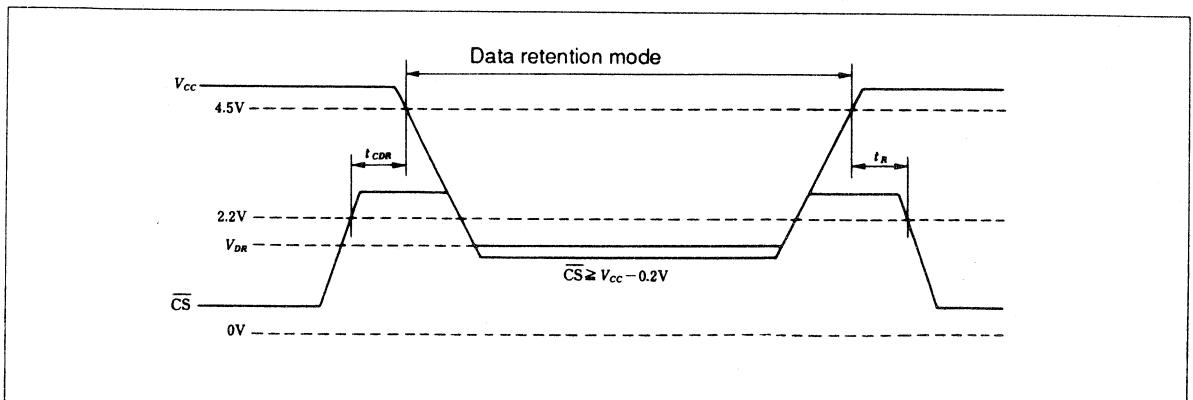 Data retention mode
V_CC
4.5V
t_CDR
t_R
2.2V
V_DR
CS̅ ≧ V_CC − 0.2V
CS̅
0V